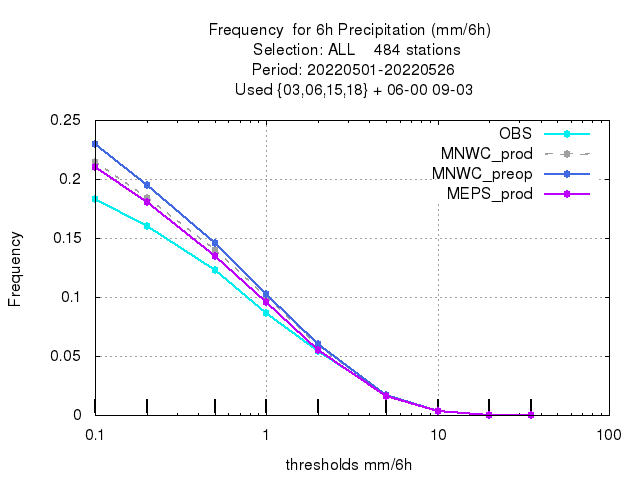 Frequency  for 6h Precipitation (mm/6h)
Selection: ALL    484 stations
Period: 20220501-20220526
Used {03,06,15,18} + 06-00 09-03
0.25
0.2
0.15
0.1
0.05
0
Frequency
OBS
MNWC_prod
MNWC_preop
MEPS_prod
0.1 1 10 100
thresholds mm/6h